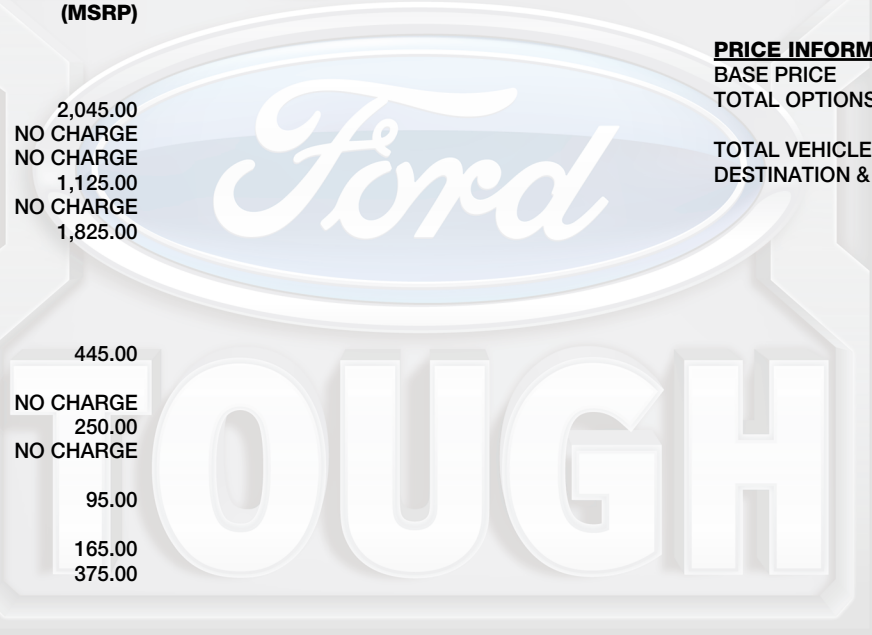 (MSRP)
2,045.00
NO CHARGE
NO CHARGE
1,125.00
NO CHARGE
1,825.00
445.00
NO CHARGE
250.00
NO CHARGE
95.00
165.00
375.00
PRICE INFORM
BASE PRICE
TOTAL OPTIONS
TOTAL VEHICLE
DESTINATION &
Ford
TOUGH